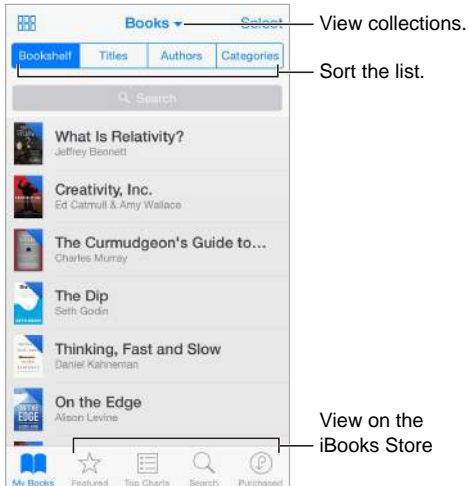 Books
Select
View collections.
Bookshelf Titles Authors Categories
Sort the list.
Search
What Is Relativity?
Jeffrey Bennett
Creativity, Inc.
Ed Catmull & Amy Wallace
The Curmudgeon's Guide to...
Charles Murray
The Dip
Seth Godin
Thinking, Fast and Slow
Daniel Kahneman
On the Edge
Alison Levine
View on the
iBooks Store
My Books Featured Top Charts Search Purchased